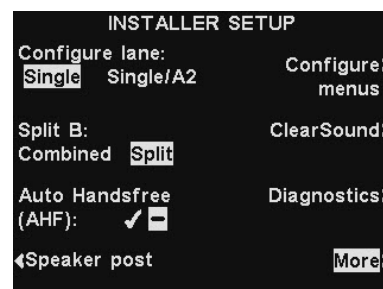 INSTALLER SETUP
Configure lane:
Single Single/A2
Configure
menus
Split B:
Combined Split
ClearSound
Auto Handsfree
(AHF): ✓ –
Diagnostics
Speaker post
More